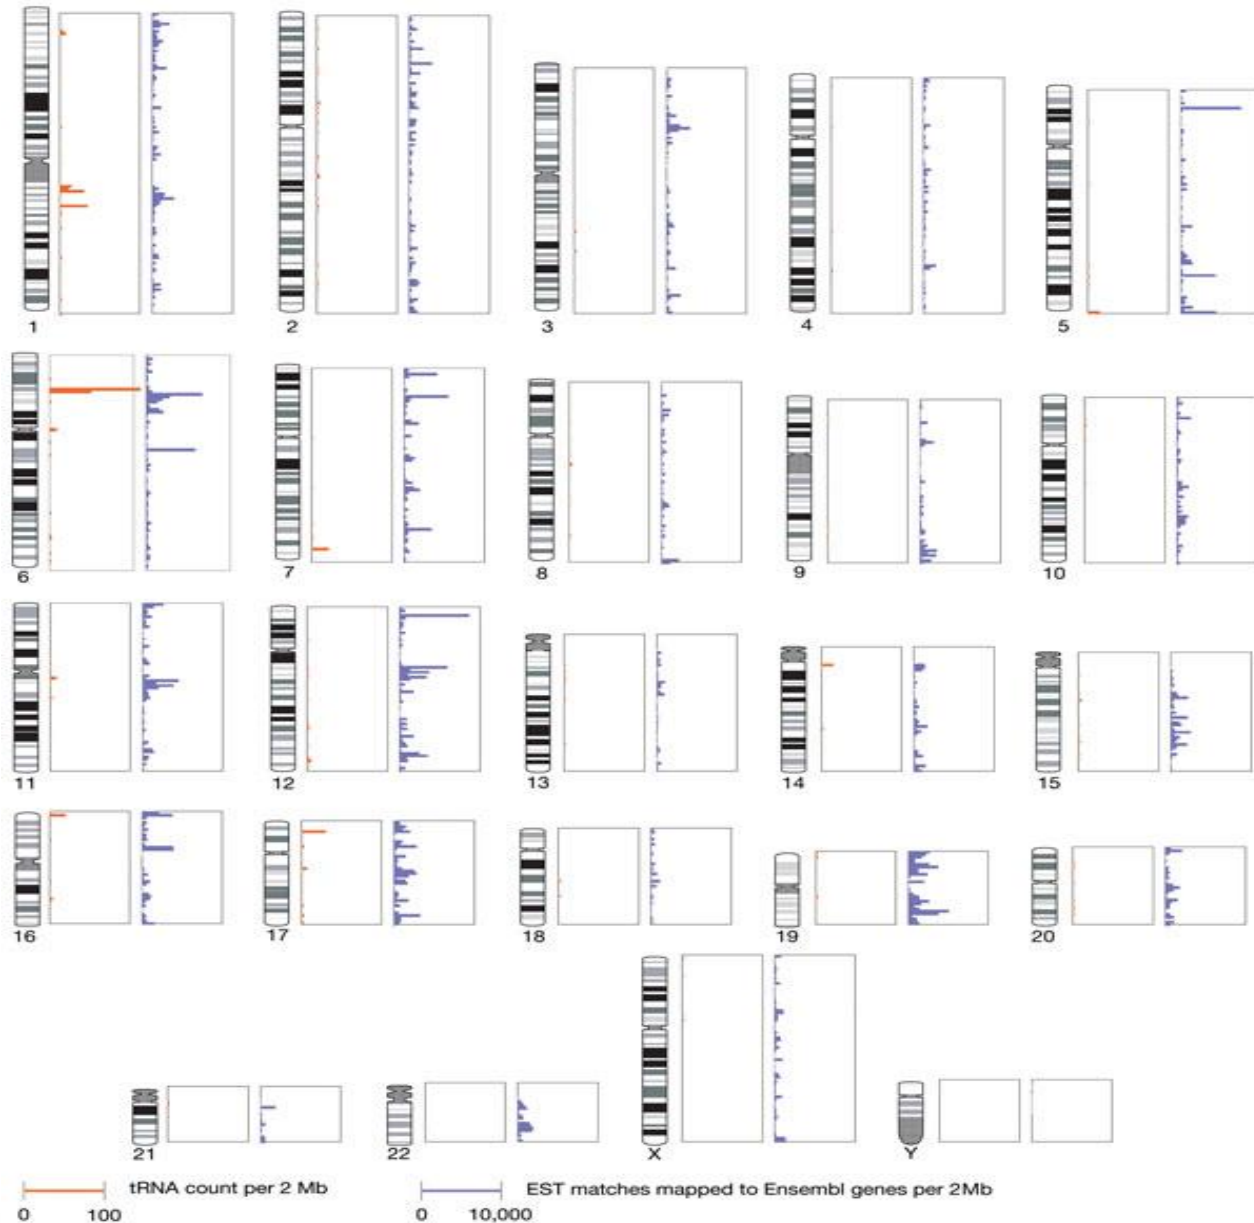 1 2 3 4 5
6 7 8 9 10
11 12 13 14 15
16 17 18 19 20
21 22 X Y
tRNA count per 2 Mb EST matches mapped to Ensembl genes per 2Mb
0 100 0 10,000